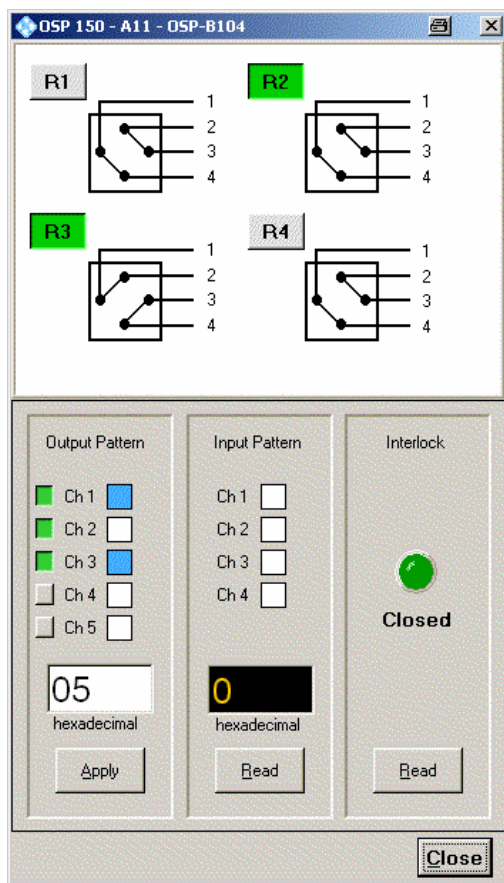 OSP 150 - A11 - OSP-B104
R1
1
2
3
4
R2
1
2
3
4
R3
1
2
3
4
R4
1
2
3
4
Output Pattern
Ch 1
Ch 2
Ch 3
Ch 4
Ch 5
05
hexadecimal
Apply
Input Pattern
Ch 1
Ch 2
Ch 3
Ch 4
0
hexadecimal
Read
Interlock
Closed
Read
Close